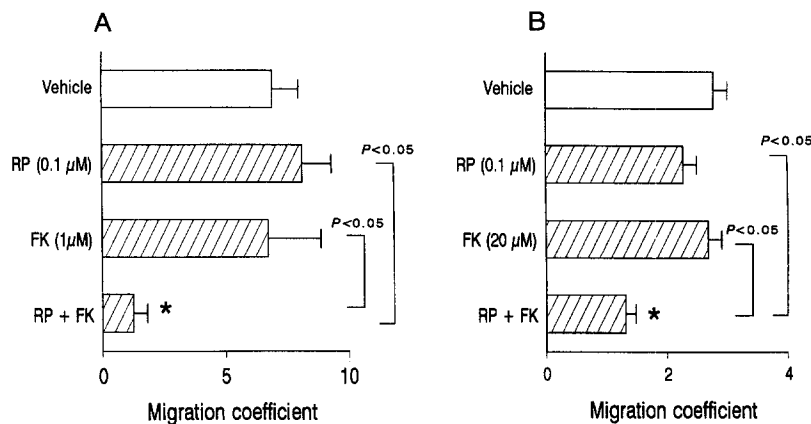 A
Vehicle
RP (0.1 µM)
P<0.05
FK (1µM)
P<0.05
RP + FK
*
0
5
10
Migration coefficient
B
Vehicle
RP (0.1 µM)
P<0.05
FK (20 µM)
P<0.05
RP + FK
*
0
2
4
Migration coefficient